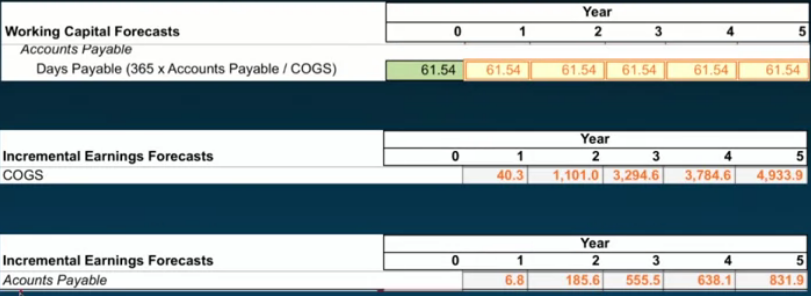 Year
Working Capital Forecasts 0 1 2 3 4 5
Accounts Payable
Days Payable (365 x Accounts Payable / COGS) 61.54 61.54 61.54 61.54 61.54 61.54
Year
Incremental Earnings Forecasts 0 1 2 3 4 5
COGS 40.3 1,101.0 3,294.6 3,784.6 4,933.9
Year
Incremental Earnings Forecasts 0 1 2 3 4 5
Acounts Payable 6.8 185.6 555.5 638.1 831.9